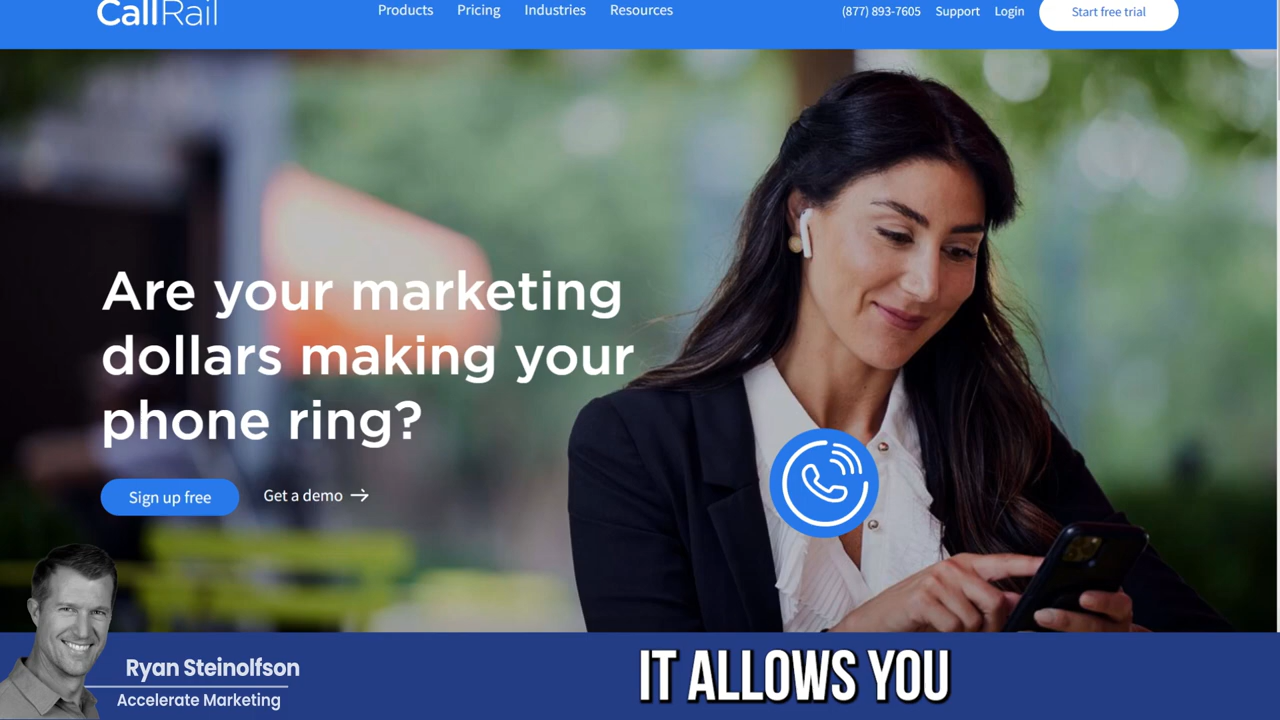 CallRail
Products Pricing Industries Resources
(877) 893-7605 Support Login Start free trial
Are your marketing
dollars making your
phone ring?
Sign up free Get a demo →
Ryan Steinolfson
Accelerate Marketing
IT ALLOWS YOU